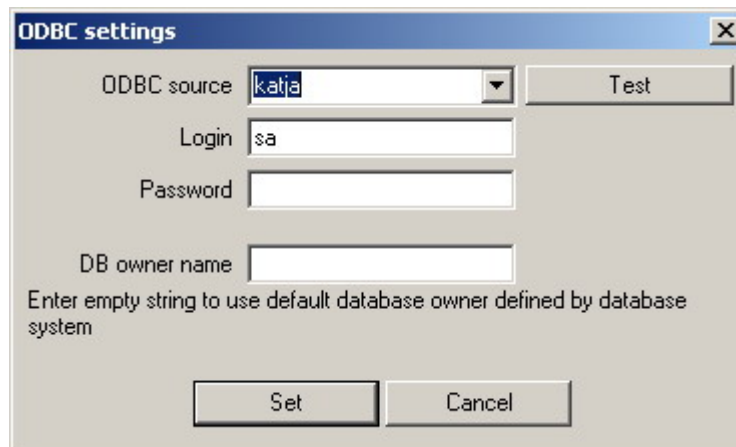 ODBC settings
ODBC source katja Test
Login sa
Password
DB owner name
Enter empty string to use default database owner defined by database
system
Set Cancel